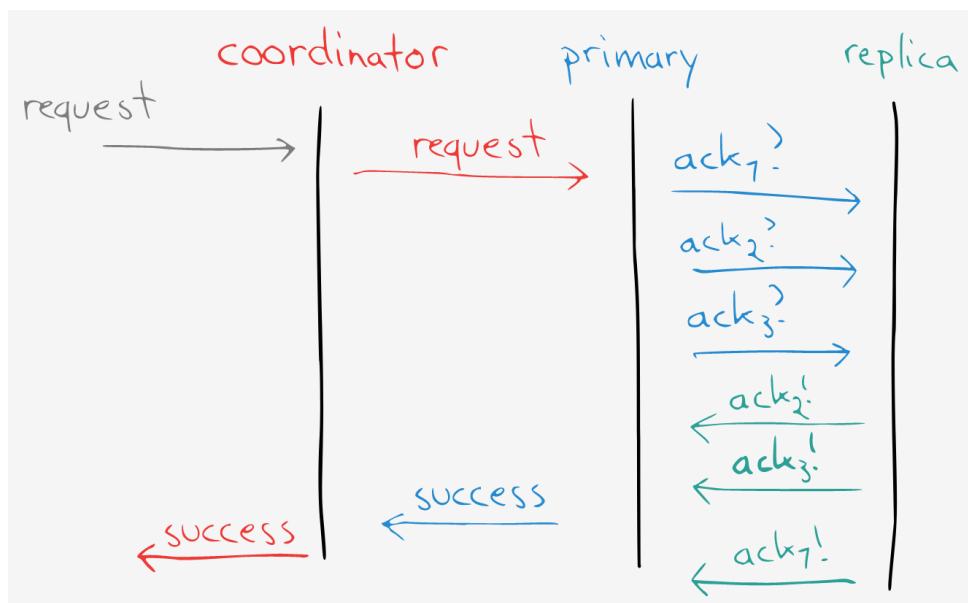 coordinator primary replica
request
request
ack₁?
ack₂?
ack₃?
ack₂!
ack₃!
success
success
ack₁!